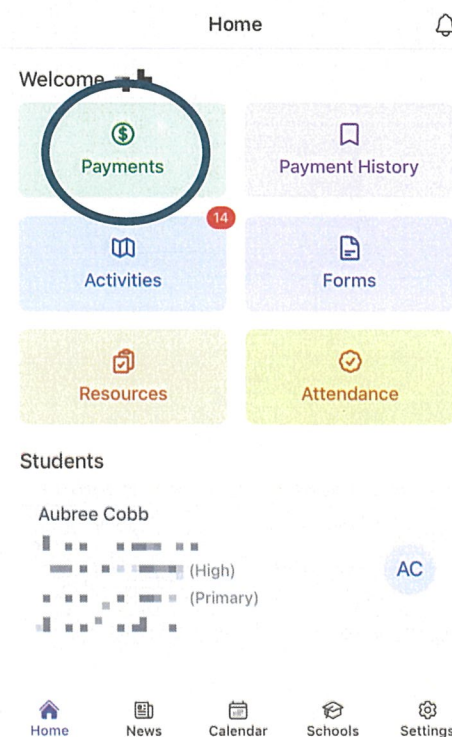 Home
Welcome
Payments
Payment History
14
Activities
Forms
Resources
Attendance
Students
Aubree Cobb
(High)
AC
(Primary)
Home
News
Calendar
Schools
Settings